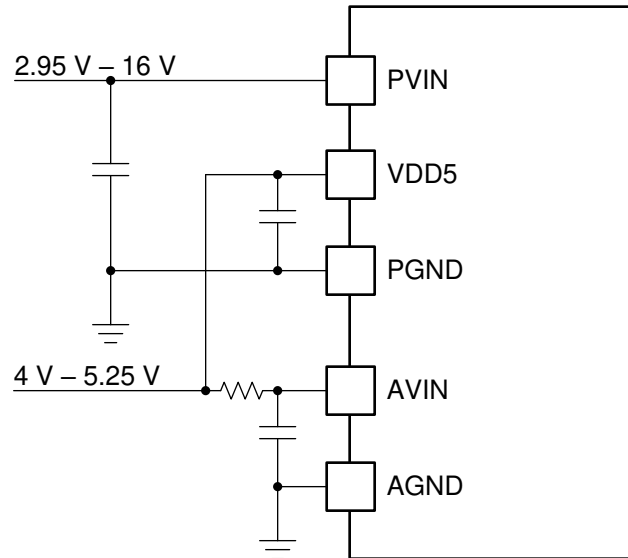 2.95 V – 16 V
PVIN
VDD5
PGND
4 V – 5.25 V
AVIN
AGND